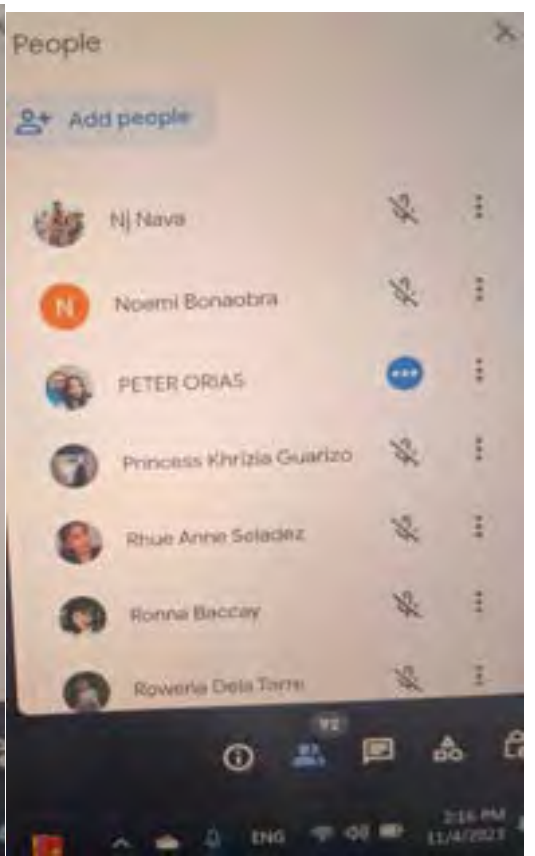 People
Add people
Nj Nava
N
Noemi Bonaobra
PETER ORIAS
Princess Khrizia Guarizo
Rhue Anne Soladez
Ronna Baccay
Rowena Dela Torre
92
ENG
2:16 PM
11/4/2023